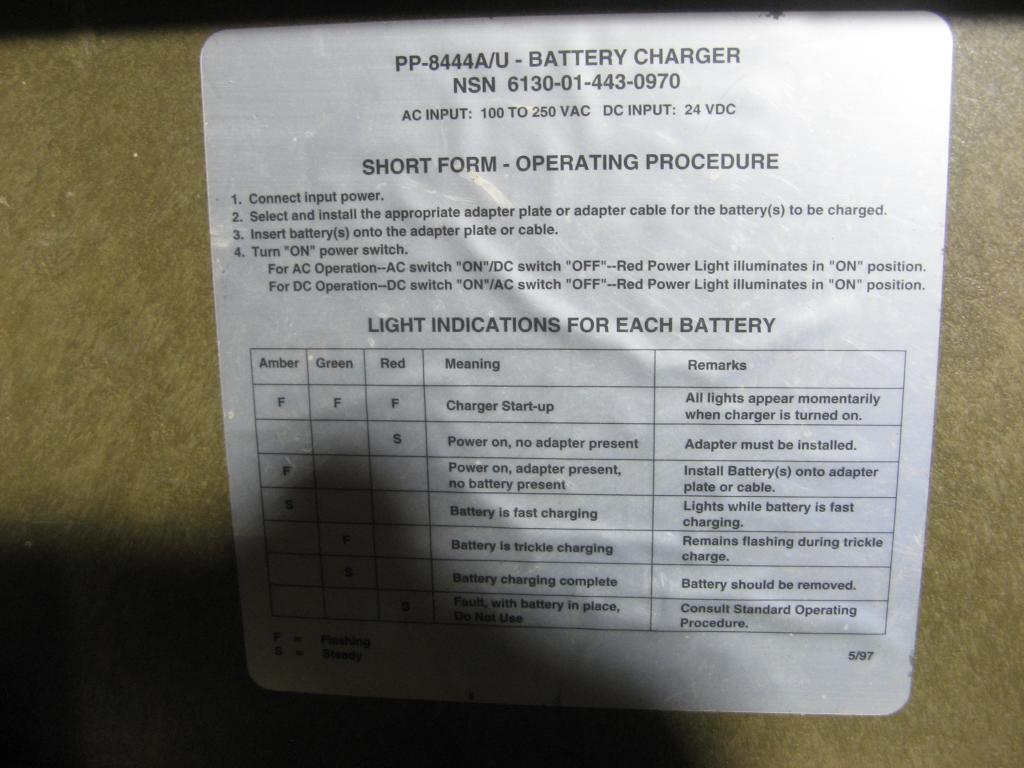 PP-8444A/U - BATTERY CHARGER
NSN 6130-01-443-0970
AC INPUT: 100 TO 250 VAC DC INPUT: 24 VDC
SHORT FORM - OPERATING PROCEDURE
1. Connect input power.
2. Select and install the appropriate adapter plate or adapter cable for the battery(s) to be charged.
3. Insert battery(s) onto the adapter plate or cable.
4. Turn "ON" power switch.
For AC Operation--AC switch "ON"/DC switch "OFF"--Red Power Light illuminates in "ON" position.
For DC Operation--DC switch "ON"/AC switch "OFF"--Red Power Light illuminates in "ON" position.
LIGHT INDICATIONS FOR EACH BATTERY
Amber Green Red Meaning Remarks
F F F Charger Start-up All lights appear momentarily
when charger is turned on.
S Power on, no adapter present Adapter must be installed.
F Power on, adapter present, Install Battery(s) onto adapter
no battery present plate or cable.
S Battery is fast charging Lights while battery is fast
charging.
F Battery is trickle charging Remains flashing during trickle
charge.
S Battery charging complete Battery should be removed.
S Fault, with battery in place, Consult Standard Operating
Do Not Use Procedure.
F = Flashing
S = Steady
5/97